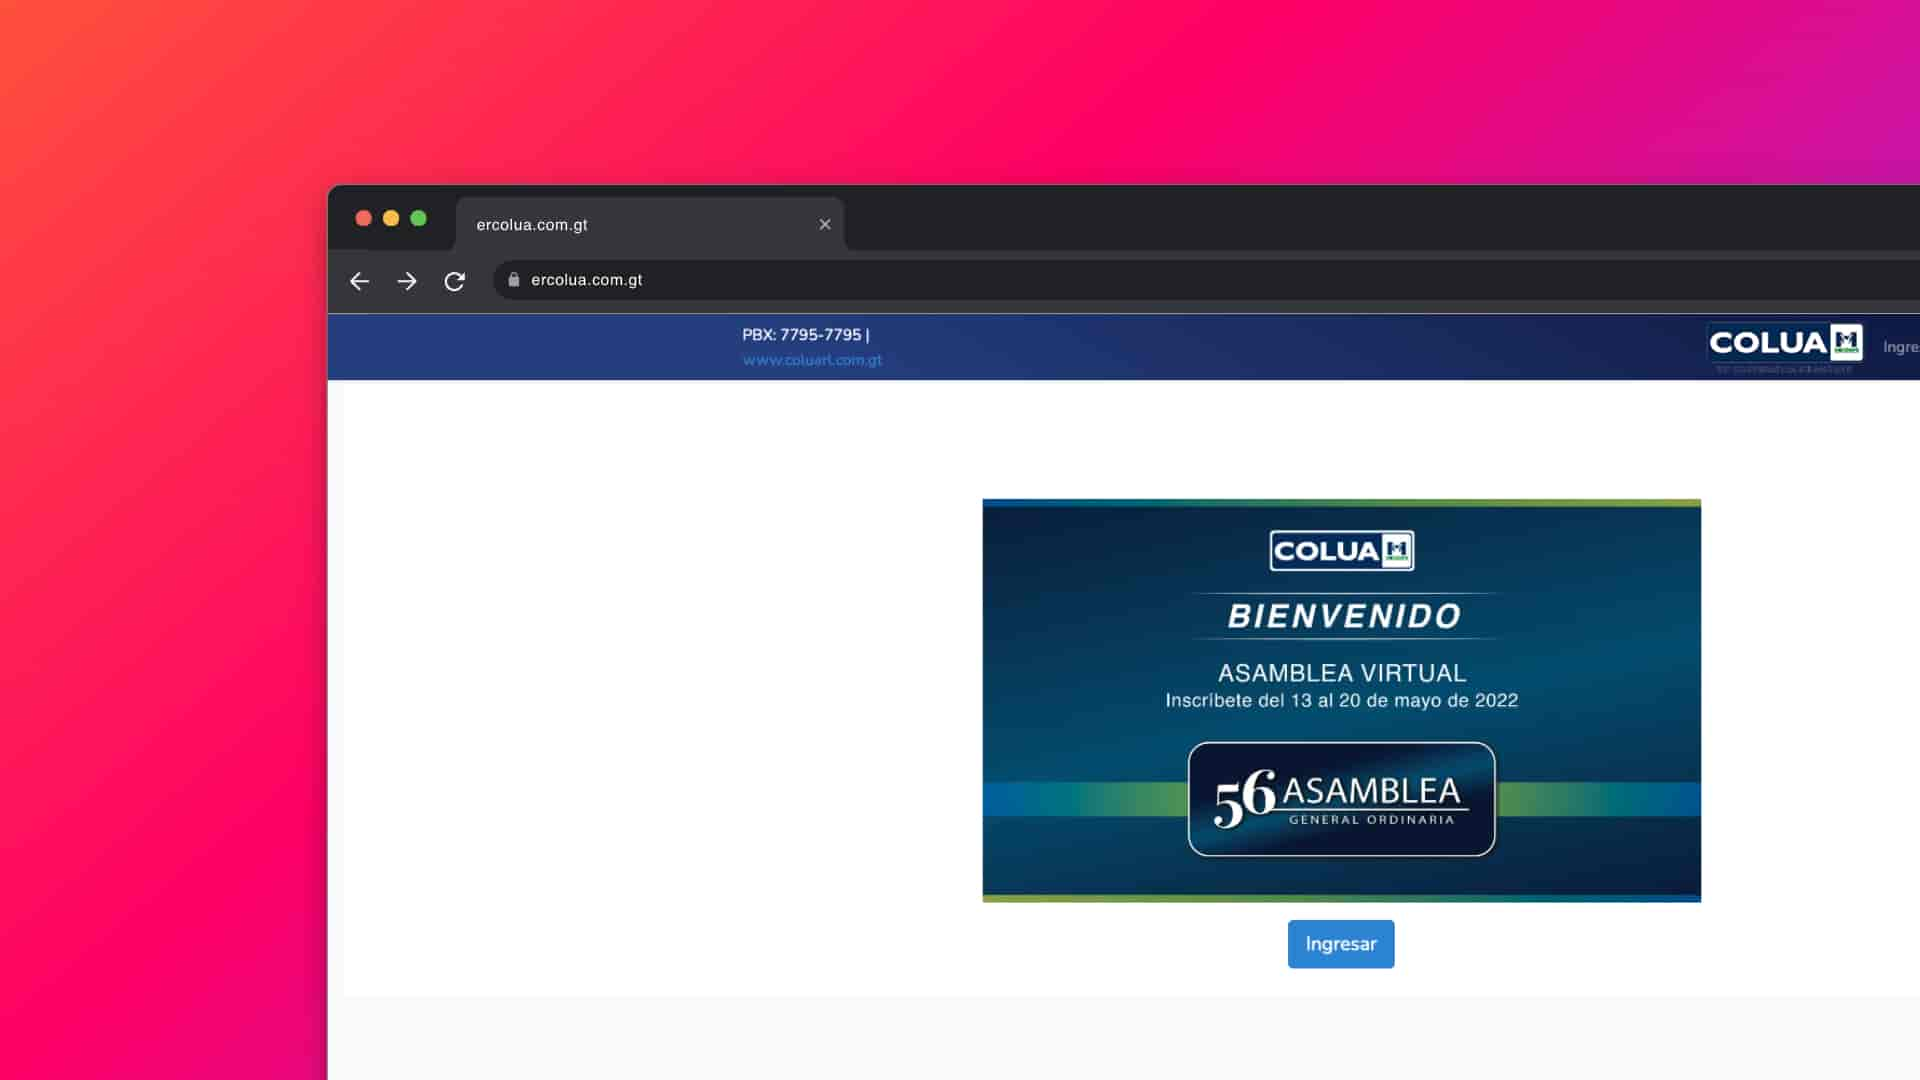 ercolua.com.gt
ercolua.com.gt
PBX: 7795-7795 |
www.coluarl.com.gt
COLUA
Ingre
COLUA
BIENVENIDO
ASAMBLEA VIRTUAL
Inscríbete del 13 al 20 de mayo de 2022
56 ASAMBLEA
GENERAL ORDINARIA
Ingresar